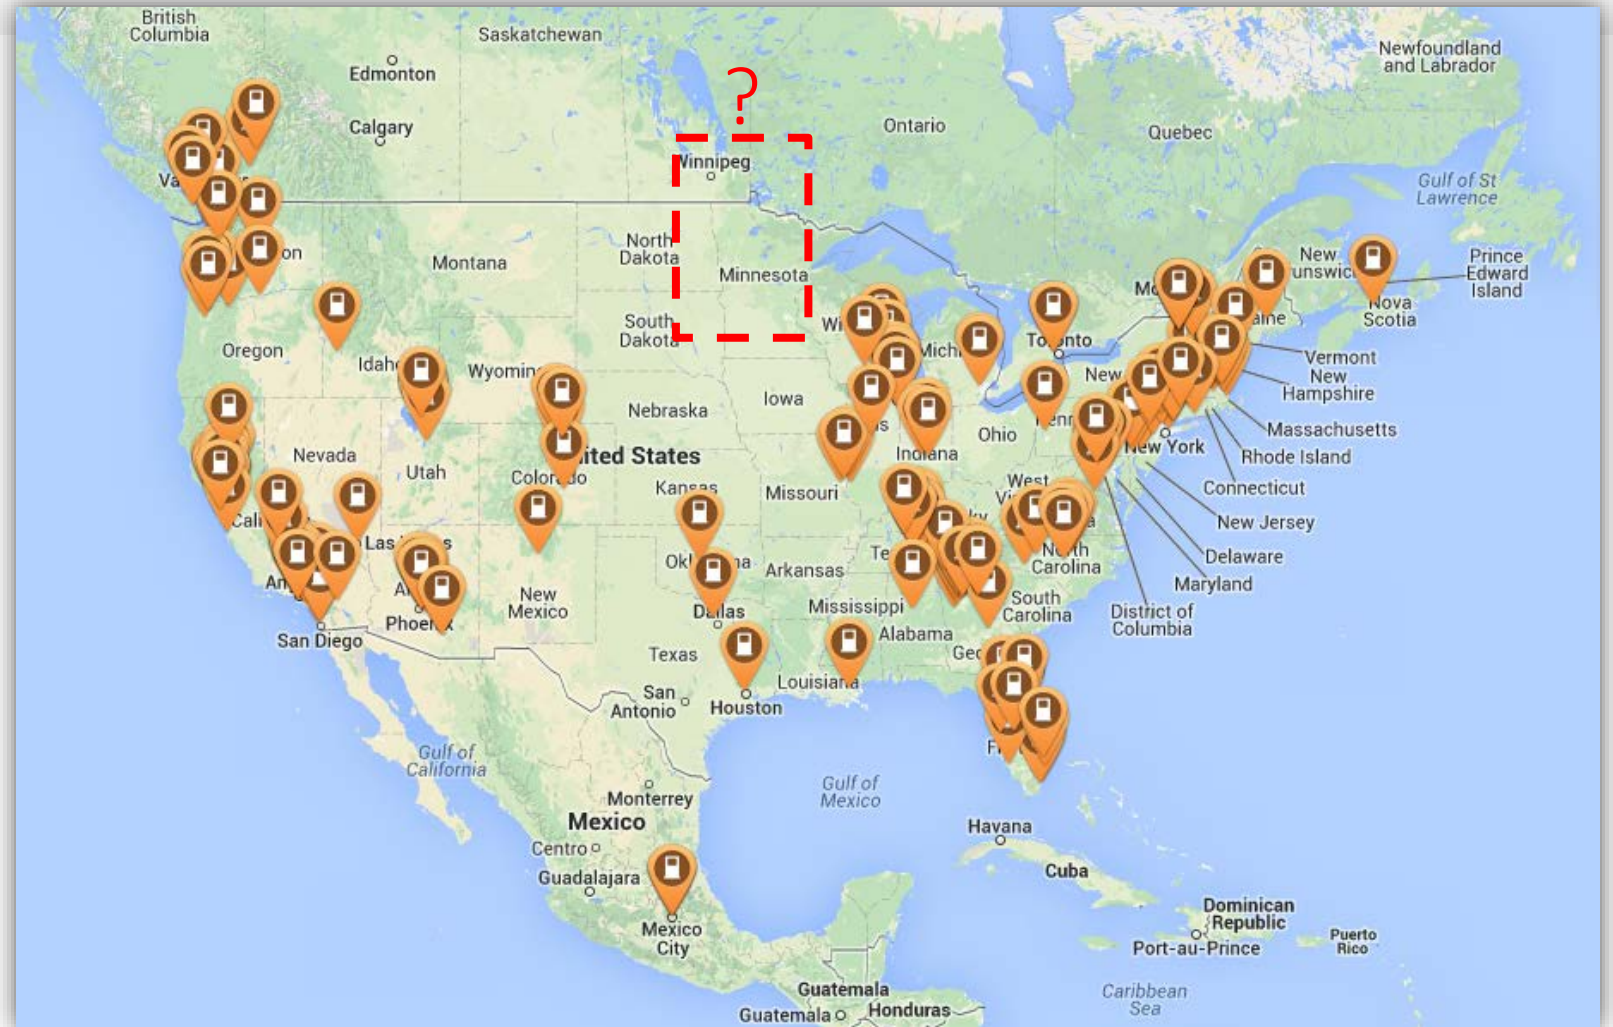 British
Columbia
Edmonton
Saskatchewan
Newfoundland
and Labrador
?
Calgary
Ontario
Quebec
Winnipeg
Gulf of St
Lawrence
North
Dakota
Montana
Minnesota
New
Prince
Edward
Island
Nova
Scotia
South
Dakota
Oregon
Toronto
Vermont
New
Hampshire
Nebraska
Iowa
New
Ohio
Massachusetts
Rhode Island
New York
Nevada
Utah
Colorado
Kansas
Missouri
Indiana
West
Connecticut
New Jersey
Delaware
Maryland
District of
Columbia
Arkansas
North
Carolina
New
Mexico
Phoenix
San Diego
Dallas
Mississippi
Alabama
South
Carolina
Texas
San
Antonio
Houston
Louisiana
Gulf of
California
Gulf of
Mexico
Monterrey
Mexico
Centro
Guadalajara
Havana
Cuba
Mexico
City
Dominican
Republic
Port-au-Prince
Puerto
Rico
Guatemala
Guatemala
Honduras
Caribbean
Sea